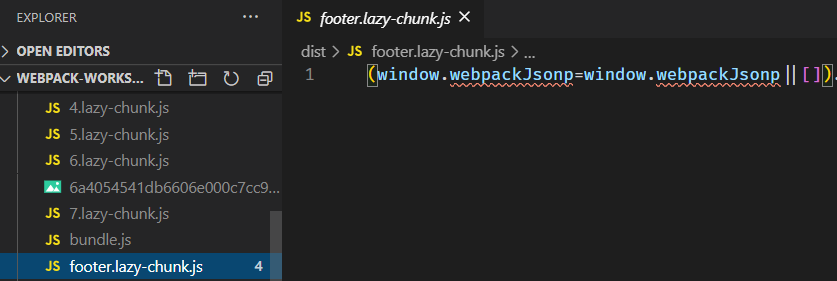 EXPLORER
OPEN EDITORS
WEBPACK-WORKS...
JS 4.lazy-chunk.js
JS 5.lazy-chunk.js
JS 6.lazy-chunk.js
6a4054541db6606e000c7cc9...
JS 7.lazy-chunk.js
JS bundle.js
JS footer.lazy-chunk.js 4
JS footer.lazy-chunk.js
dist > JS footer.lazy-chunk.js > ...
1 (window.webpackJsonp=window.webpackJsonp||[]).